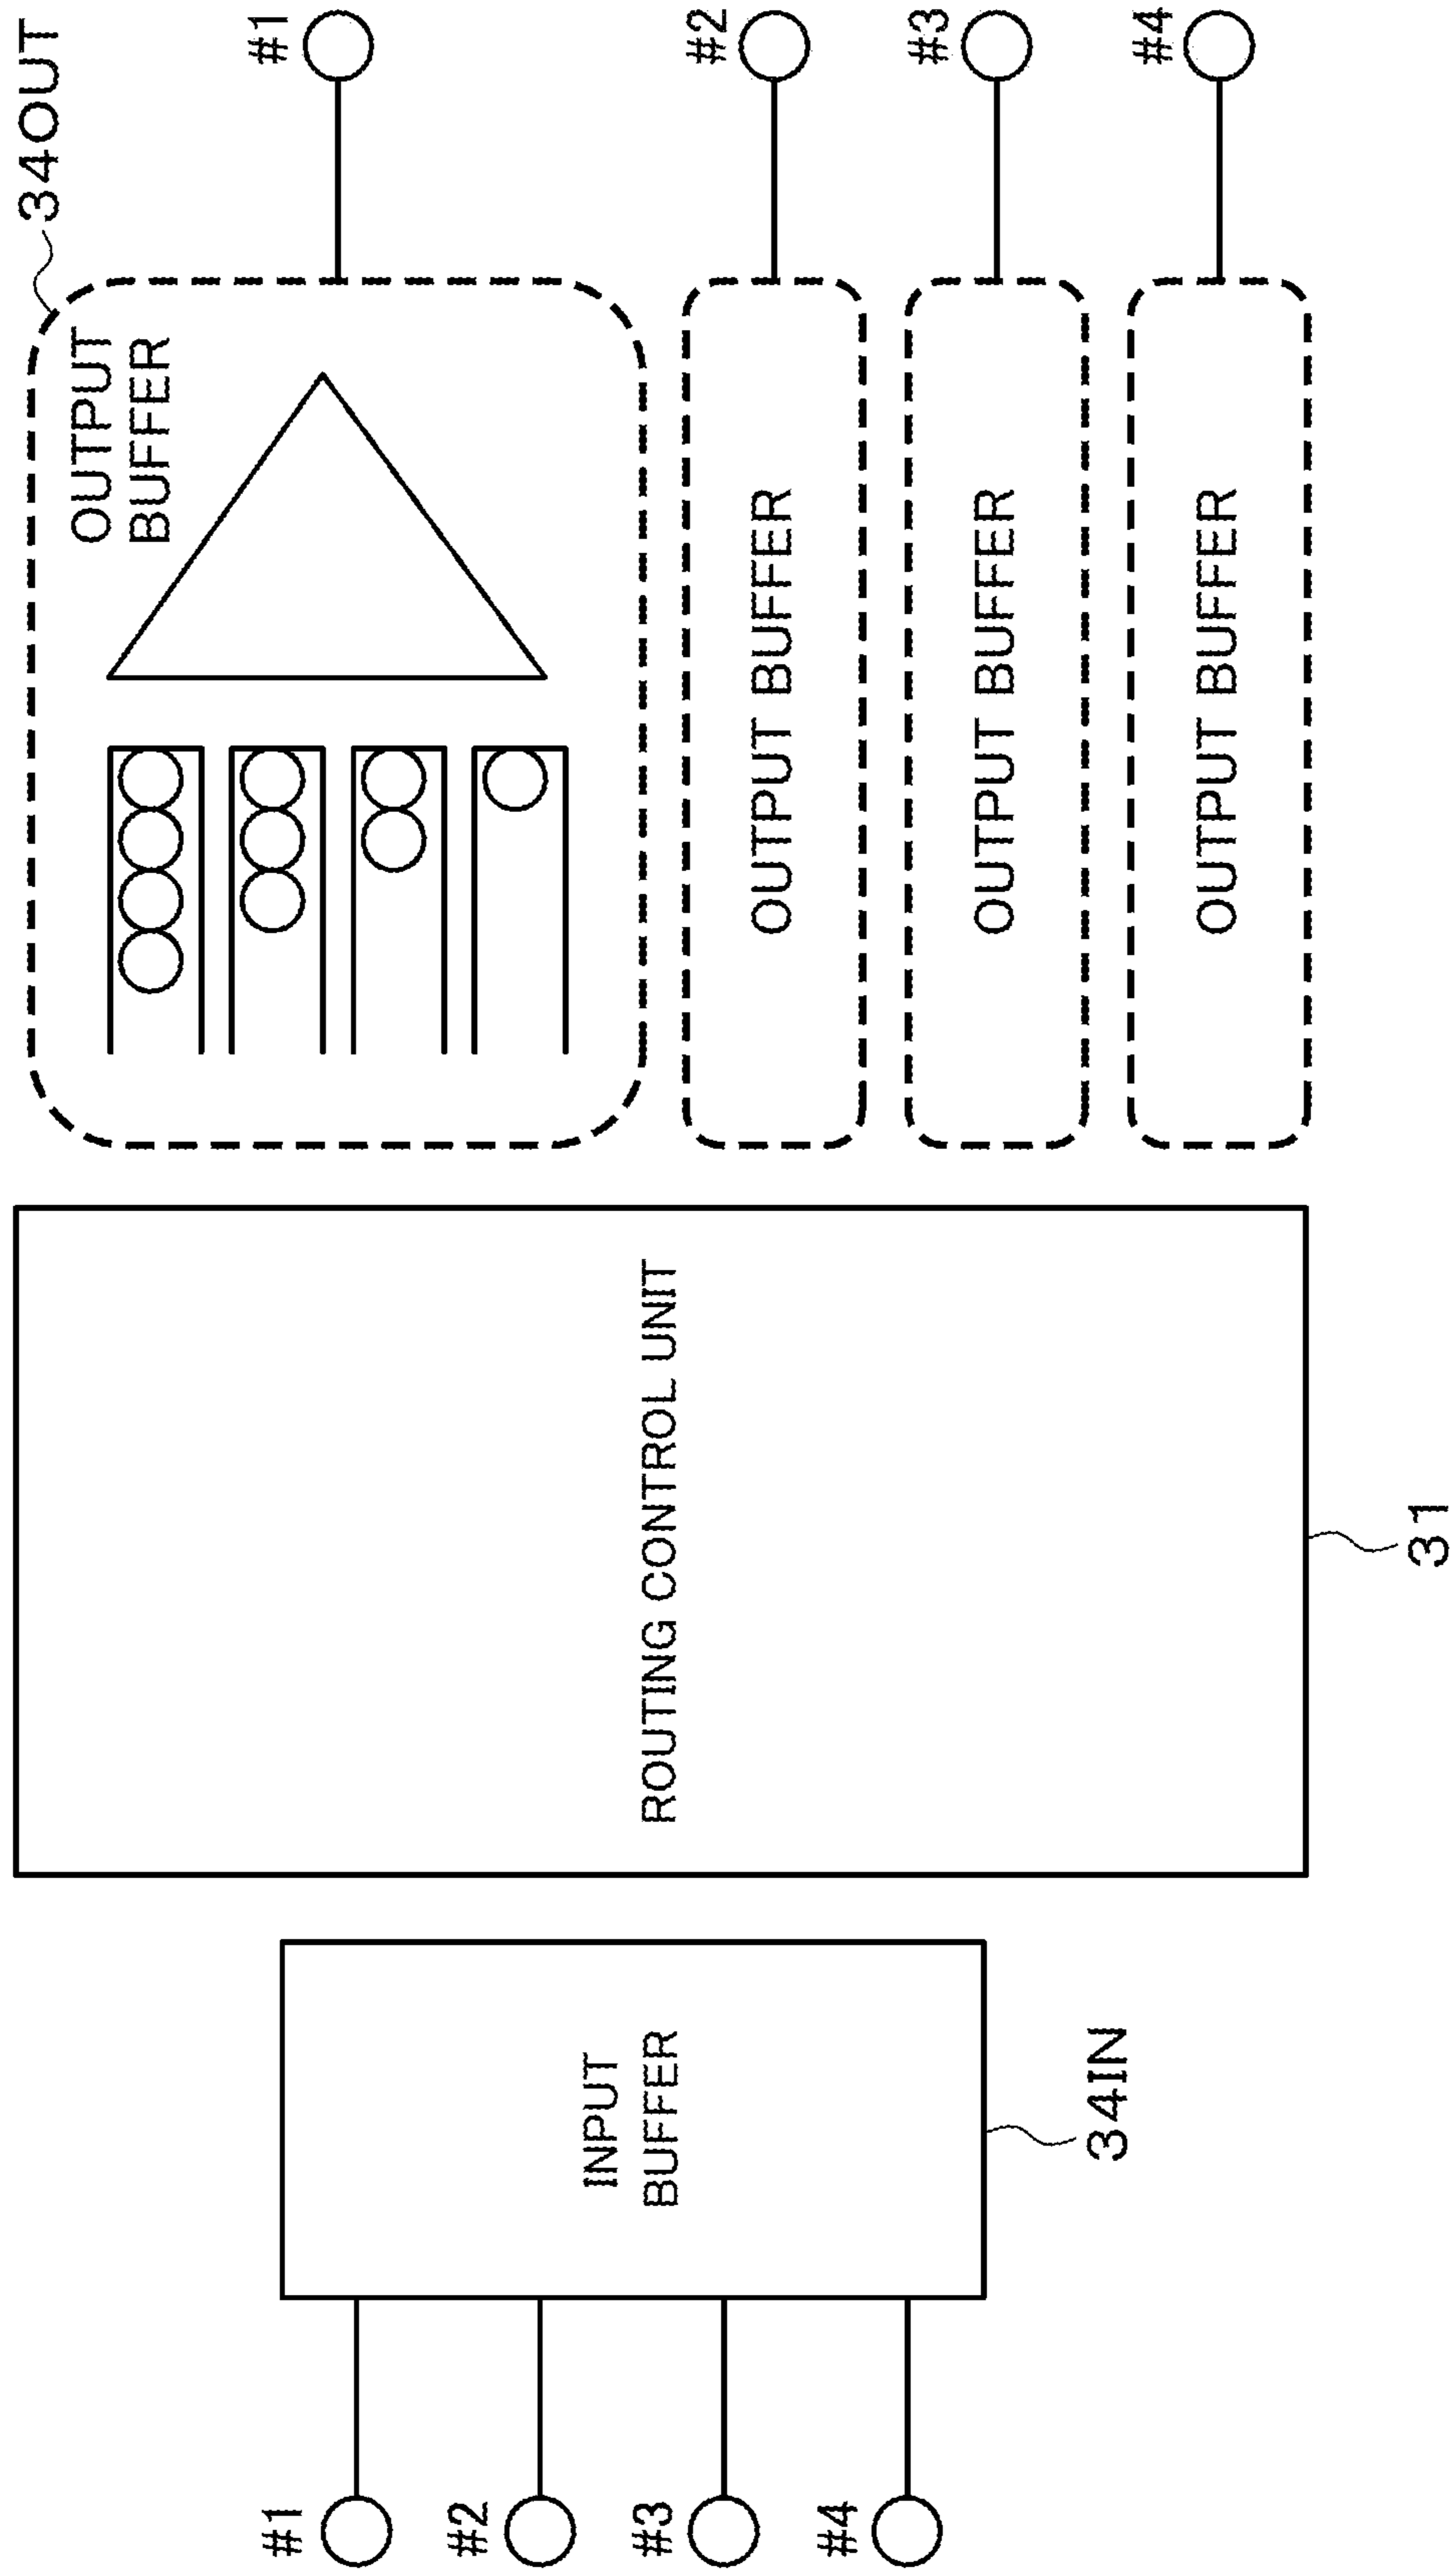 #1
#2
#3
#4
INPUT
BUFFER
34IN
ROUTING CONTROL UNIT
31
34OUT
OUTPUT
BUFFER
#1
OUTPUT BUFFER
#2
OUTPUT BUFFER
#3
OUTPUT BUFFER
#4